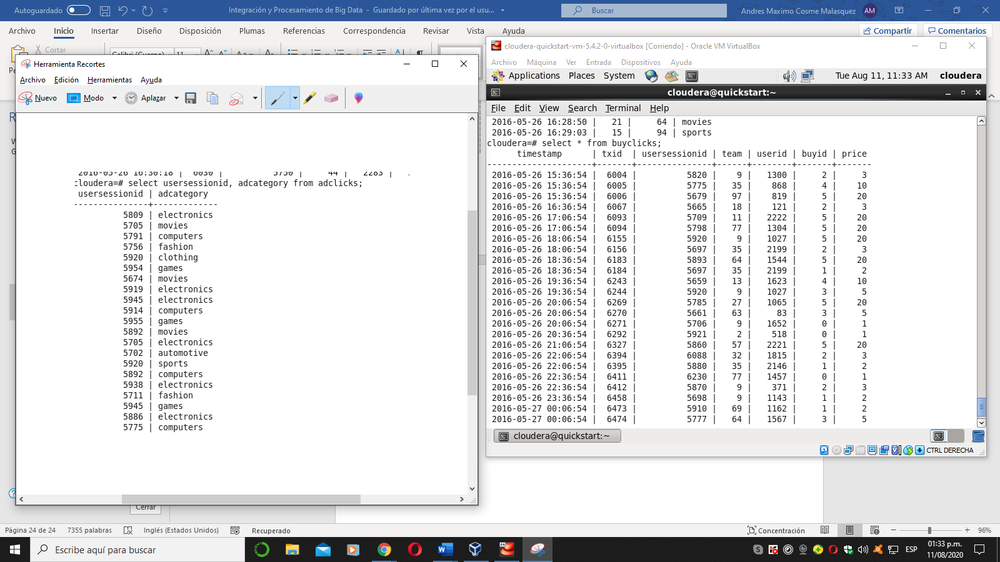 Autoguardado
Integración y Procesamiento de Big Data - Guardado por última vez por el usu...
Buscar
Andres Maximo Cosme Malasquez
AM
Archivo Inicio Insertar Diseño Disposición Plumas Referencias Correspondencia Revisar Vista Ayuda
Compartir Comentarios
Cortar
Herramienta Recortes
Archivo Edición Herramientas Ayuda
Nuevo Modo Aplazar
2016-05-26 16:30:18 | 6030 | 5750 | 44 | 2283 |
cloudera=# select usersessionid, adcategory from adclicks;
usersessionid | adcategory
---------------+-------------
5809 | electronics
5705 | movies
5791 | computers
5756 | fashion
5920 | clothing
5954 | games
5674 | movies
5919 | electronics
5945 | electronics
5914 | computers
5955 | games
5892 | movies
5705 | electronics
5702 | automotive
5920 | sports
5892 | computers
5938 | electronics
5711 | fashion
5945 | games
5886 | electronics
5775 | computers
Cerrar
cloudera-quickstart-vm-5.4.2-0-virtualbox [Corriendo] - Oracle VM VirtualBox
Archivo Máquina Ver Entrada Dispositivos Ayuda
Applications Places System
Tue Aug 11, 11:33 AM cloudera
cloudera@quickstart:~
File Edit View Search Terminal Help
2016-05-26 16:28:50 | 21 | 64 | movies
2016-05-26 16:29:03 | 15 | 94 | sports
cloudera=# select * from buyclicks;
timestamp | txid | usersessionid | team | userid | buyid | price
---------------------+-------+---------------+------+--------+-------+-------
2016-05-26 15:36:54 | 6004 | 5820 | 9 | 1300 | 2 | 3
2016-05-26 15:36:54 | 6005 | 5775 | 35 | 868 | 4 | 10
2016-05-26 15:36:54 | 6006 | 5679 | 97 | 819 | 5 | 20
2016-05-26 16:36:54 | 6067 | 5665 | 18 | 121 | 2 | 3
2016-05-26 17:06:54 | 6093 | 5709 | 11 | 2222 | 5 | 20
2016-05-26 17:06:54 | 6094 | 5798 | 77 | 1304 | 5 | 20
2016-05-26 18:06:54 | 6155 | 5920 | 9 | 1027 | 5 | 20
2016-05-26 18:06:54 | 6156 | 5697 | 35 | 2199 | 2 | 3
2016-05-26 18:36:54 | 6183 | 5893 | 64 | 1544 | 5 | 20
2016-05-26 18:36:54 | 6184 | 5697 | 35 | 2199 | 1 | 2
2016-05-26 19:36:54 | 6243 | 5659 | 13 | 1623 | 4 | 10
2016-05-26 19:36:54 | 6244 | 5920 | 9 | 1027 | 3 | 5
2016-05-26 20:06:54 | 6269 | 5785 | 27 | 1065 | 5 | 20
2016-05-26 20:06:54 | 6270 | 5661 | 63 | 83 | 3 | 5
2016-05-26 20:06:54 | 6271 | 5706 | 9 | 1652 | 0 | 1
2016-05-26 20:36:54 | 6292 | 5921 | 2 | 518 | 0 | 1
2016-05-26 21:06:54 | 6327 | 5860 | 57 | 2221 | 5 | 20
2016-05-26 22:06:54 | 6394 | 6088 | 32 | 1815 | 2 | 3
2016-05-26 22:06:54 | 6395 | 5880 | 35 | 2146 | 1 | 2
2016-05-26 22:36:54 | 6411 | 6230 | 77 | 1457 | 0 | 1
2016-05-26 22:36:54 | 6412 | 5870 | 9 | 371 | 2 | 3
2016-05-26 23:36:54 | 6458 | 5698 | 9 | 1143 | 1 | 2
2016-05-27 00:06:54 | 6473 | 5910 | 69 | 1162 | 1 | 2
2016-05-27 00:06:54 | 6474 | 5777 | 64 | 1567 | 3 | 5
cloudera@quickstart:~
CTRL DERECHA
Página 24 de 24 7355 palabras Inglés (Estados Unidos) Recuperado
Concentración
96%
Escribe aquí para buscar
ESP
01:33 p.m.
11/08/2020